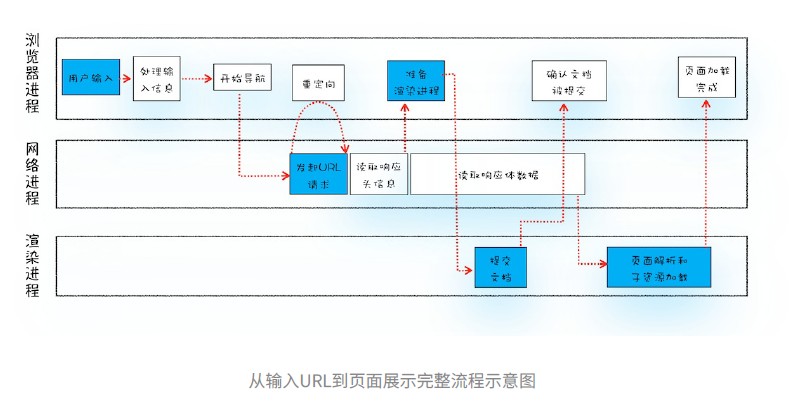 浏览器进程
用户输入
处理输
入信息
开始导航
重定向
准备
渲染进程
确认文档
被提交
页面加载
完成
网络进程
发起URL
请求
读取响应
头信息
读取响应体数据
渲染进程
提交
文档
页面解析和
子资源加载
从输入URL到页面展示完整流程示意图